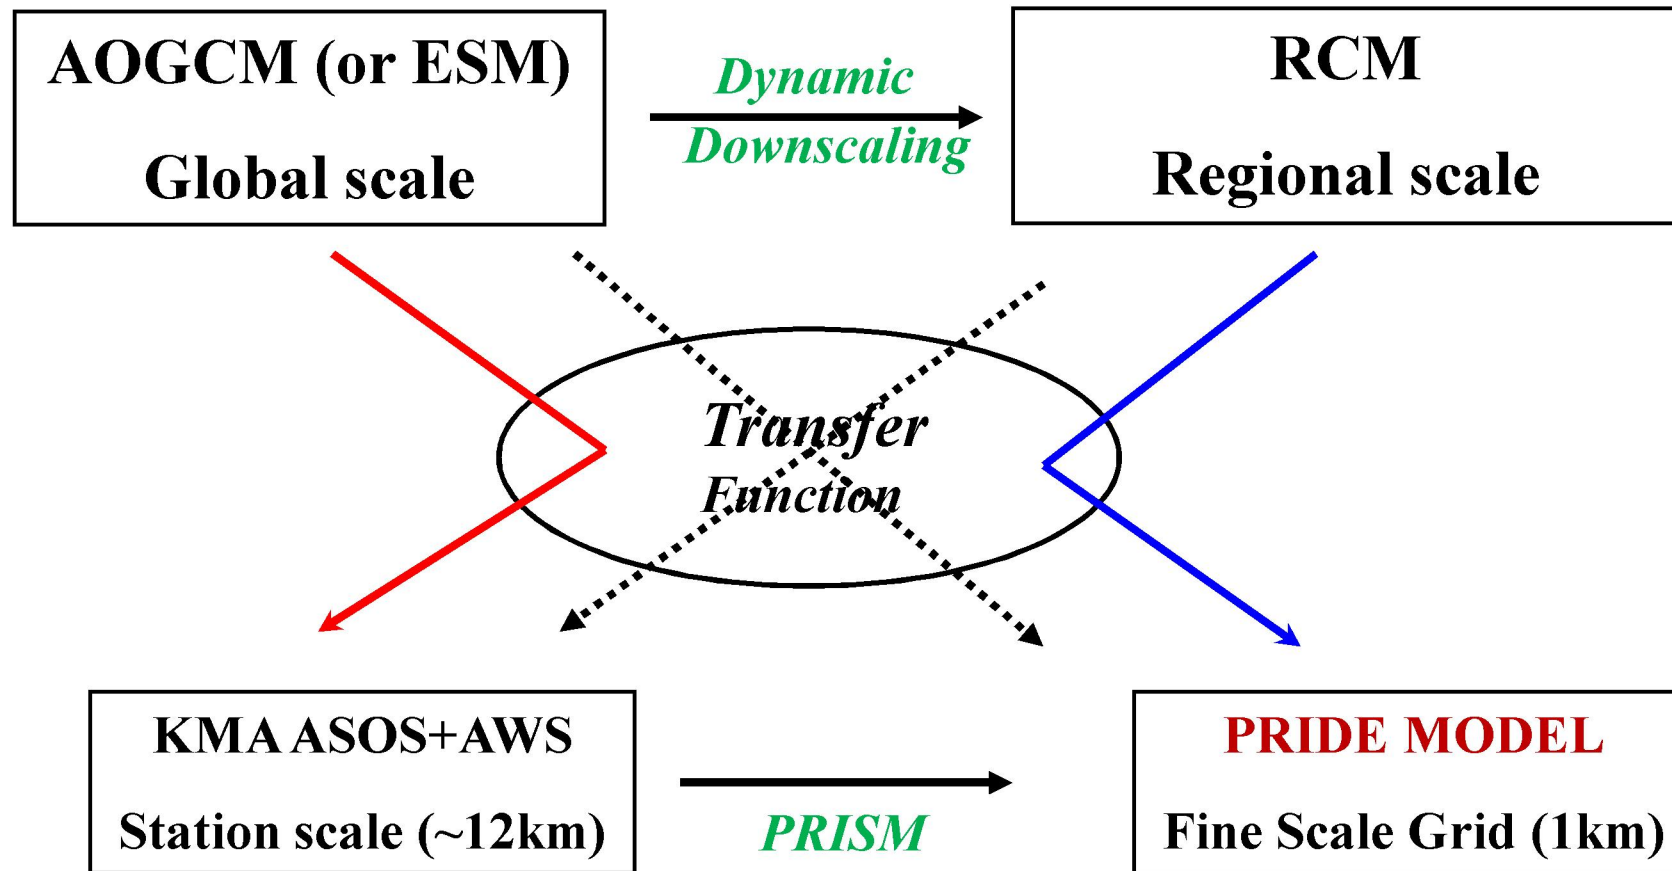 AOGCM (or ESM)
Global scale
Dynamic
Downscaling
RCM
Regional scale
Transfer
Function
KMA ASOS+AWS
Station scale (~12km)
PRISM
PRIDE MODEL
Fine Scale Grid (1km)